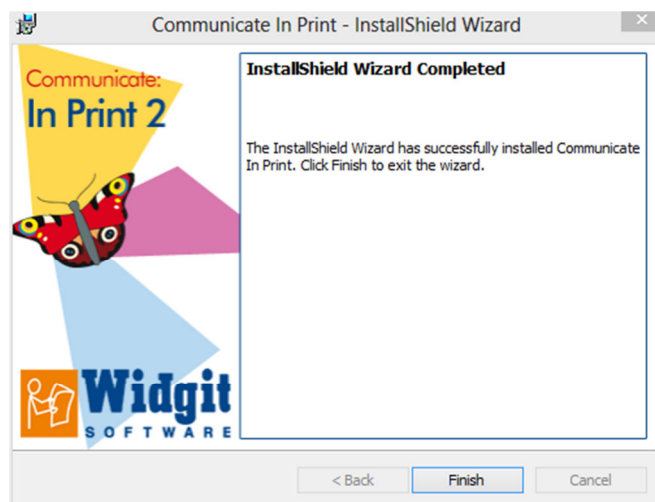 Communicate In Print - InstallShield Wizard
Communicate:
In Print 2
InstallShield Wizard Completed
The InstallShield Wizard has successfully installed Communicate
In Print. Click Finish to exit the wizard.
Widgit
SOFTWARE
< Back
Finish
Cancel